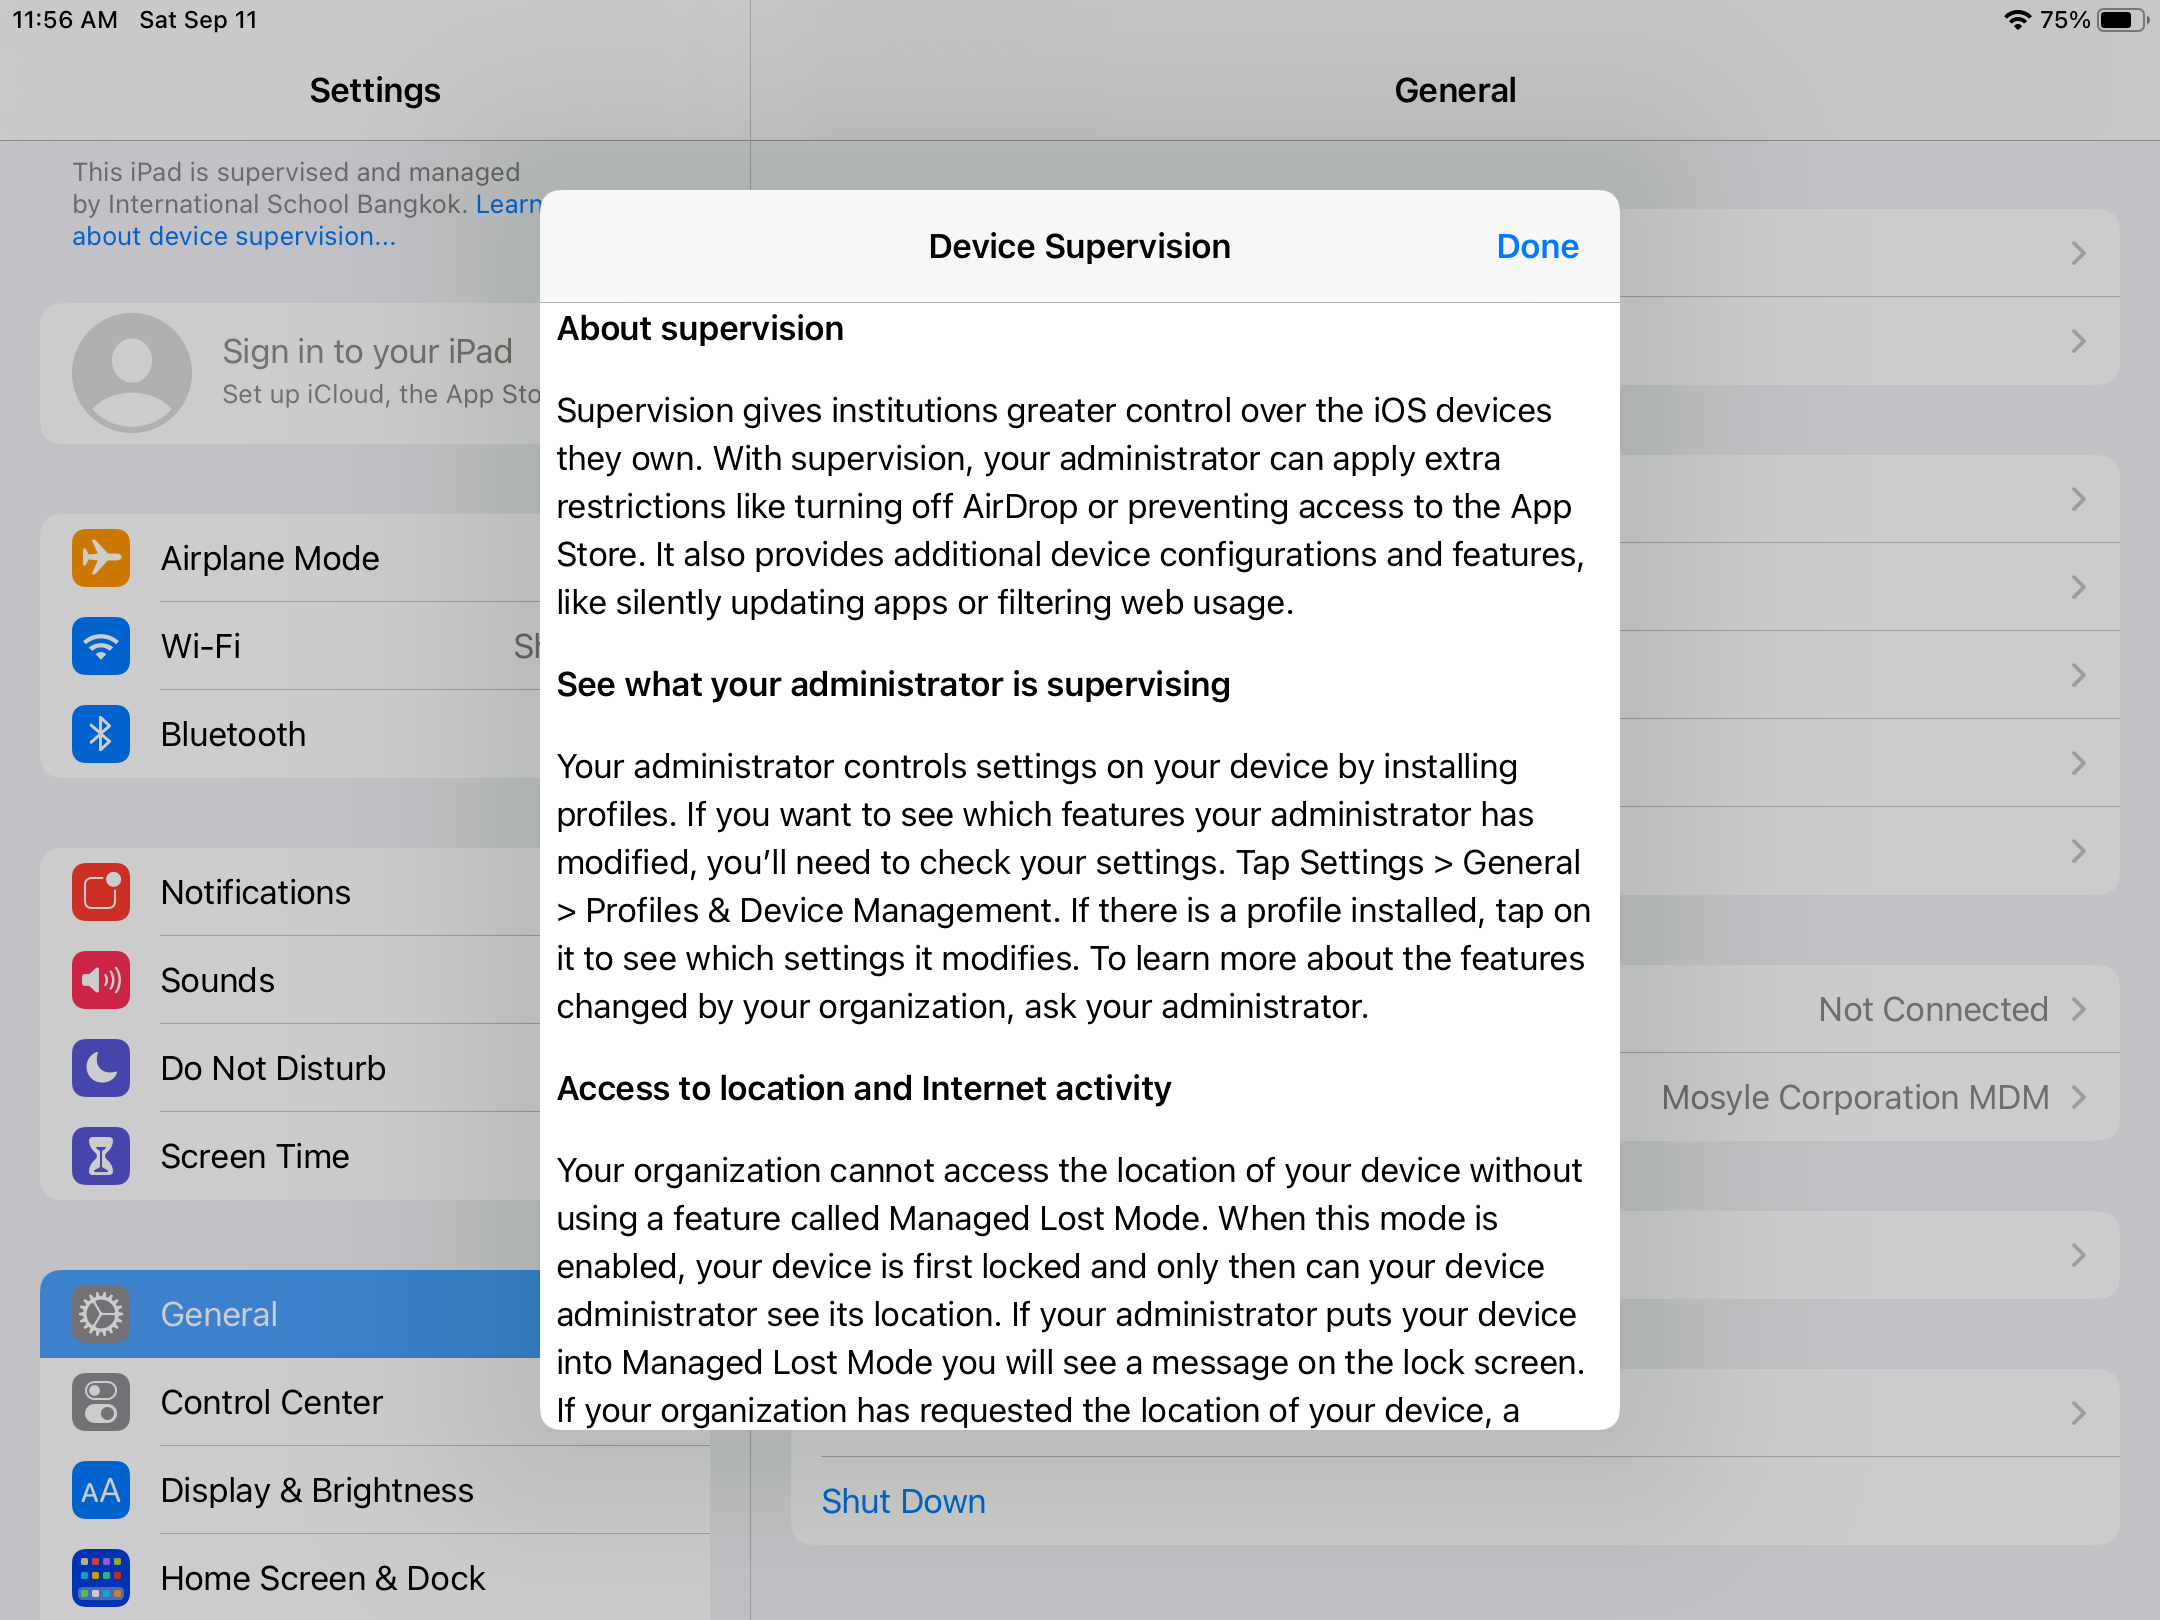 11:56 AM Sat Sep 11
75%
Settings
This iPad is supervised and managed
by International School Bangkok. Learn
about device supervision...
Sign in to your iPad
Set up iCloud, the App Sto
Airplane Mode
Wi-Fi
Bluetooth
Notifications
Sounds
Do Not Disturb
Screen Time
General
Control Center
AA
Display & Brightness
Home Screen & Dock
General
Device Supervision
Done
About supervision
Supervision gives institutions greater control over the iOS devices
they own. With supervision, your administrator can apply extra
restrictions like turning off AirDrop or preventing access to the App
Store. It also provides additional device configurations and features,
like silently updating apps or filtering web usage.
See what your administrator is supervising
Your administrator controls settings on your device by installing
profiles. If you want to see which features your administrator has
modified, you’ll need to check your settings. Tap Settings > General
> Profiles & Device Management. If there is a profile installed, tap on
it to see which settings it modifies. To learn more about the features
changed by your organization, ask your administrator.
Access to location and Internet activity
Your organization cannot access the location of your device without
using a feature called Managed Lost Mode. When this mode is
enabled, your device is first locked and only then can your device
administrator see its location. If your administrator puts your device
into Managed Lost Mode you will see a message on the lock screen.
If your organization has requested the location of your device, a
Not Connected
Mosyle Corporation MDM
Shut Down